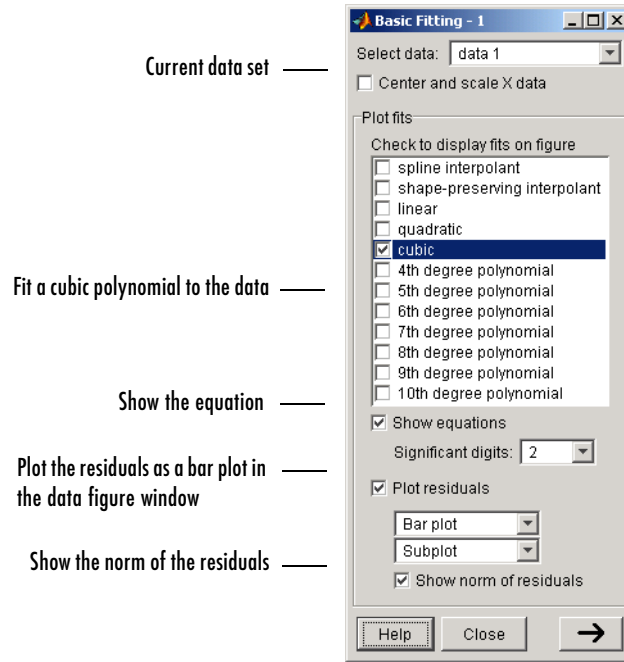 Basic Fitting - 1
Select data: data 1
Current data set
Center and scale X data
Plot fits
Check to display fits on figure
spline interpolant
shape-preserving interpolant
linear
quadratic
cubic
Fit a cubic polynomial to the data
4th degree polynomial
5th degree polynomial
6th degree polynomial
7th degree polynomial
8th degree polynomial
9th degree polynomial
10th degree polynomial
Show the equation
Show equations
Significant digits: 2
Plot the residuals as a bar plot in
the data figure window
Plot residuals
Bar plot
Subplot
Show the norm of the residuals
Show norm of residuals
Help
Close